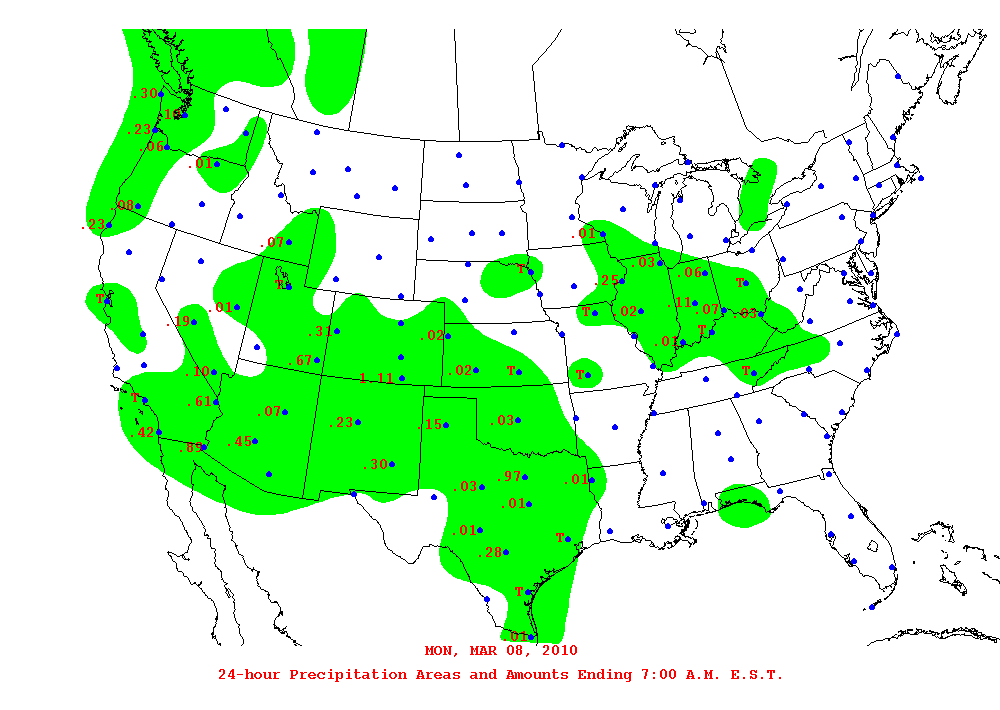 .30
.19
.23
.06
.01
.08
.23
.07
.01
.03
T
.06
T
T
.25
T
.01
.11
.02
T
.07
.03
.19
.31
.02
T
.01
.67
.02
T
.10
1.11
T
T
T
.61
.07
.23
.15
.03
.42
.45
.89
.30
.97
.01
.03
.01
.01
T
.28
T
.01
MON, MAR 08, 2010
24-hour Precipitation Areas and Amounts Ending 7:00 A.M. E.S.T.